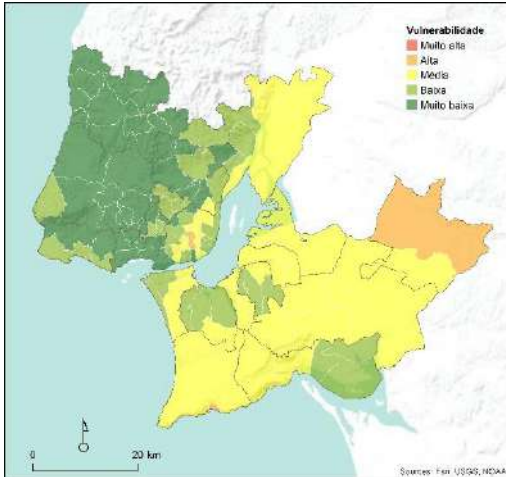 Vulnerabilidade
Muito alta
Alta
Média
Baixa
Muito baixa
0 20 km
Sources: Esri, USGS, NOAA